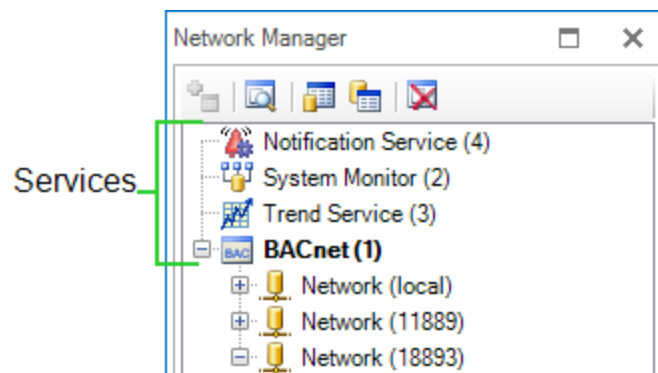 Network Manager
Services
Notification Service (4)
System Monitor (2)
Trend Service (3)
BAC BACnet (1)
Network (local)
Network (11889)
Network (18893)